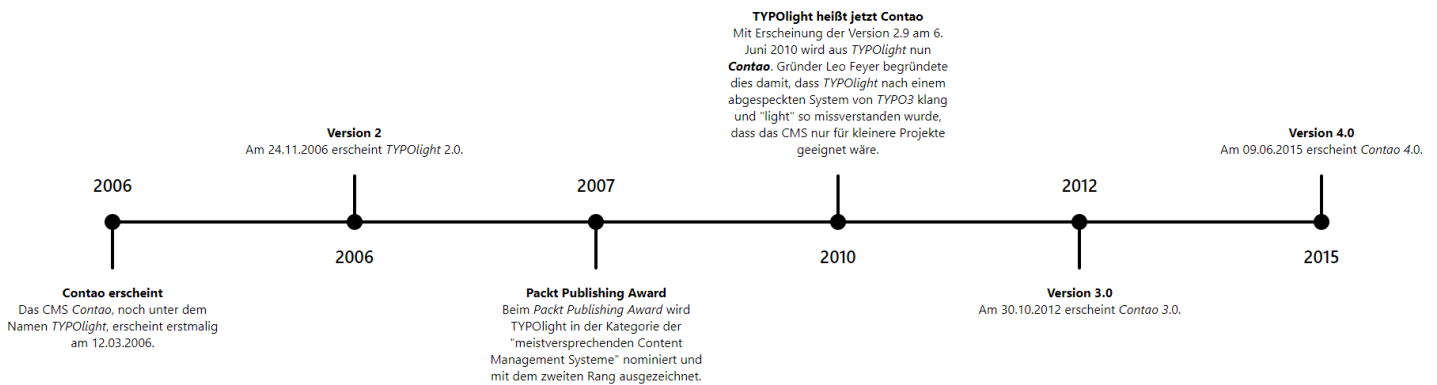 2006
Contao erscheint
Das CMS Contao, noch unter dem
Namen TYPOlight, erscheint erstmalig
am 12.03.2006.
Version 2
Am 24.11.2006 erscheint TYPOlight 2.0.
2006
2007
Packt Publishing Award
Beim Packt Publishing Award wird
TYPOlight in der Kategorie der
"meistversprechenden Content
Management Systeme" nominiert und
mit dem zweiten Rang ausgezeichnet.
TYPOlight heißt jetzt Contao
Mit Erscheinung der Version 2.9 am 6.
Juni 2010 wird aus TYPOlight nun
Contao. Gründer Leo Feyer begründete
dies damit, dass TYPOlight nach einem
abgespeckten System von TYPO3 klang
und "light" so missverstanden wurde,
dass das CMS nur für kleinere Projekte
geeignet wäre.
2010
2012
Version 3.0
Am 30.10.2012 erscheint Contao 3.0.
Version 4.0
Am 09.06.2015 erscheint Contao 4.0.
2015